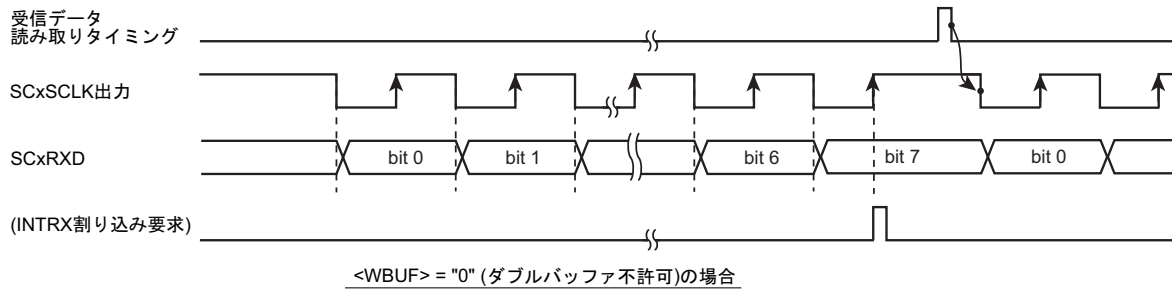 受信データ
読み取りタイミング
SCxSCLK出力
SCxRXD
bit 0
bit 1
bit 6
bit 7
bit 0
(INTRX割り込み要求)
<WBUF> = "0" (ダブルバッファ不許可)の場合